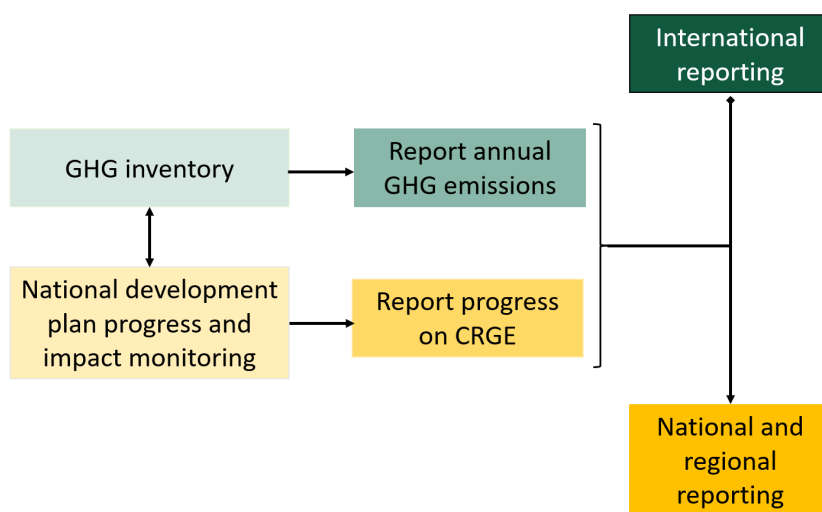 International
reporting
GHG inventory
Report annual
GHG emissions
National development
plan progress and
impact monitoring
Report progress
on CRGE
National and
regional
reporting